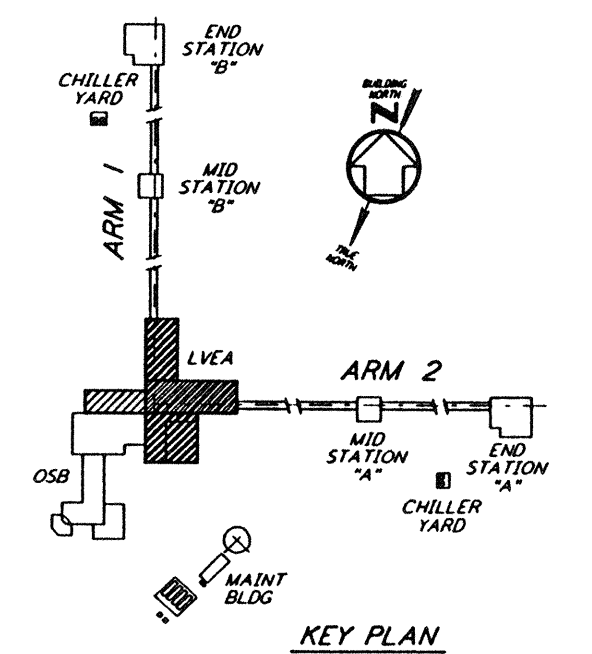 END
STATION
"B"
CHILLER
YARD
BUILDING
NORTH
N
ARM 1
MID
STATION
"B"
TRUE
NORTH
LVEA
ARM 2
MID
STATION
"A"
END
STATION
"A"
OSB
CHILLER
YARD
MAINT
BLDG
KEY PLAN